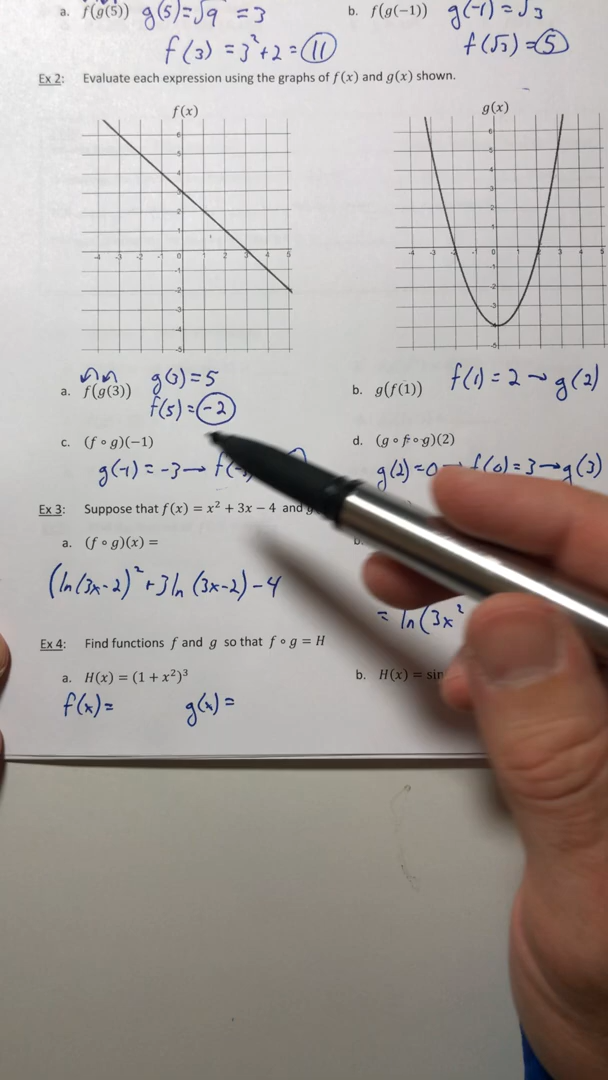 a. f(g(5)) g(5)=√9 =3
f(3) =3²+2=11
b. f(g(−1)) g(-1)=√3
f(√3)=5
Ex 2: Evaluate each expression using the graphs of f(x) and g(x) shown.
f(x)
g(x)
a. f(g(3)) g(3)=5
f(5)=-2
b. g(f(1)) f(1)=2→g(2)
c. (f ∘ g)(−1)
g(-1)=-3→
d. (g ∘ f ∘ g)(2)
g(2)=0→f(0)=3→g(3)
Ex 3: Suppose that f(x) = x² + 3x − 4 and
a. (f ∘ g)(x) =
(ln(3x-2)²+3ln(3x-2)-4
= ln(3x²
Ex 4: Find functions f and g so that f ∘ g = H
a. H(x) = (1 + x²)³
b. H(x) = sin
f(x)= g(x)=